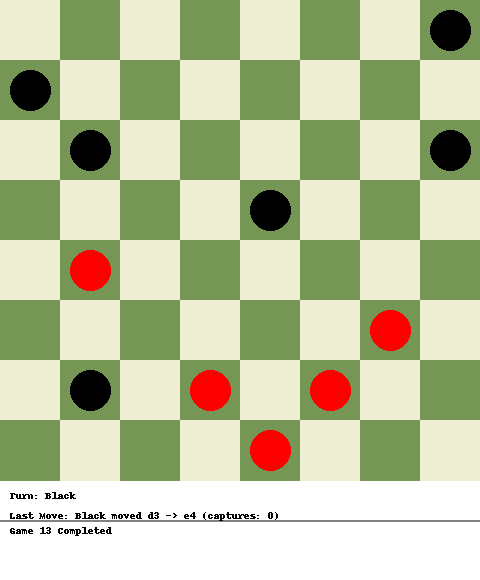 Turn: Black
Last Move: Black moved d3 -> e4 (captures: 0)
Game 13 Completed